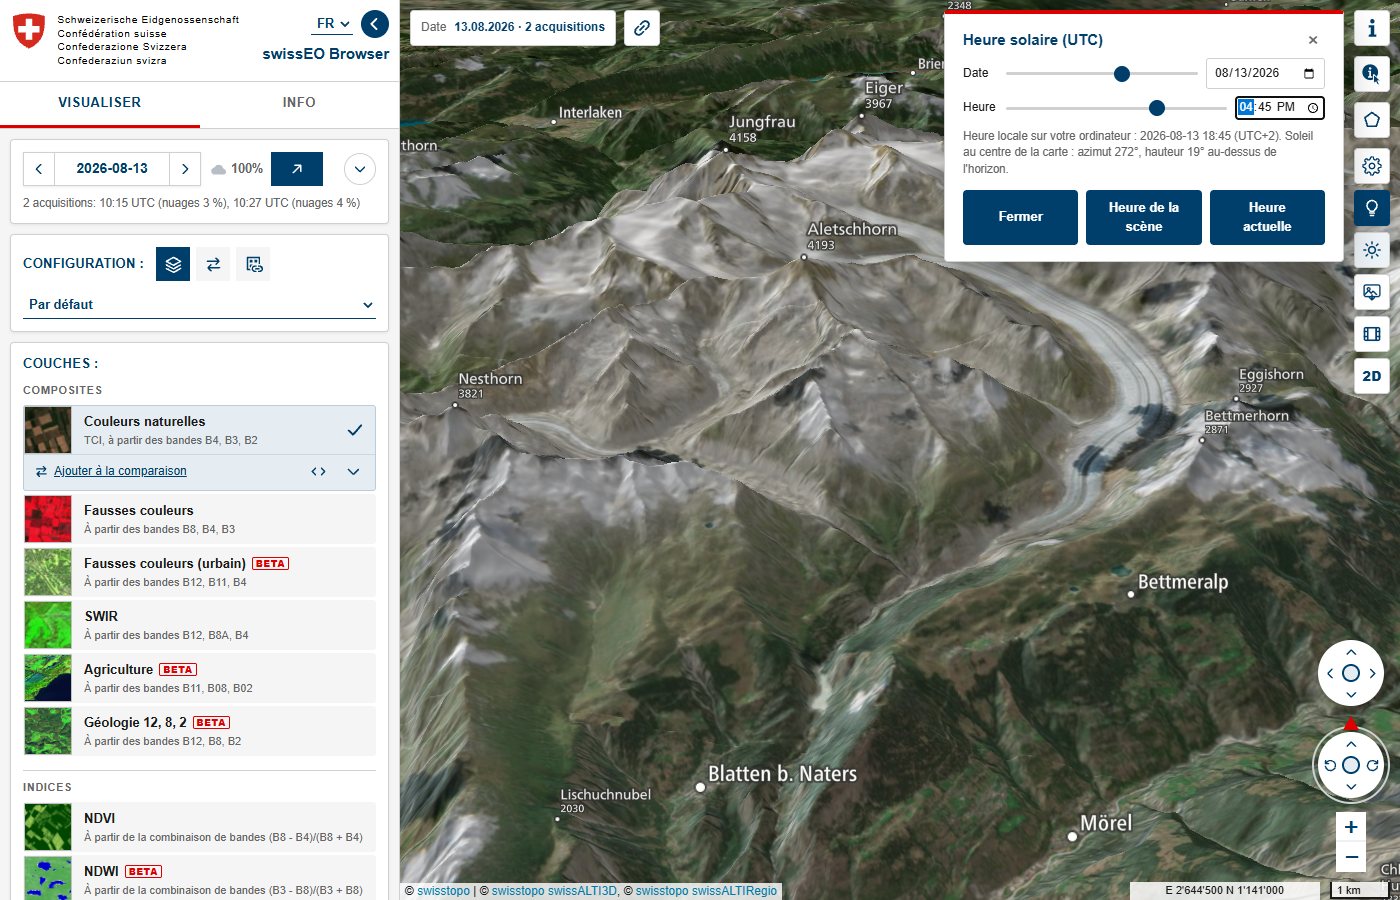 Schweizerische Eidgenossenschaft
Confédération suisse
Confederazione Svizzera
Confederaziun svizra
FR
swissEO Browser
VISUALISER
INFO
2026-08-13
100%
2 acquisitions: 10:15 UTC (nuages 3 %), 10:27 UTC (nuages 4 %)
CONFIGURATION :
Par défaut
COUCHES :
COMPOSITES
Couleurs naturelles
TCI, à partir des bandes B4, B3, B2
Ajouter à la comparaison
Fausses couleurs
À partir des bandes B8, B4, B3
Fausses couleurs (urbain) BETA
À partir des bandes B12, B11, B4
SWIR
À partir des bandes B12, B8A, B4
Agriculture BETA
À partir des bandes B11, B08, B02
Géologie 12, 8, 2 BETA
À partir des bandes B12, B8, B2
INDICES
NDVI
À partir de la combinaison de bandes (B8 - B4)/(B8 + B4)
NDWI BETA
À partir de la combinaison de bandes (B3 - B8)/(B3 + B8)
Date 13.08.2026 · 2 acquisitions
2348
Brien
Eiger
3967
Interlaken
Jungfrau
4158
thorn
Aletschhorn
4193
Nesthorn
3821
Eggishorn
2927
Bettmerhorn
2871
Bettmeralp
Blatten b. Naters
Lischuchnubel
2030
Mörel
Heure solaire (UTC)
×
Date
08/13/2026
Heure
04:45 PM
Heure locale sur votre ordinateur : 2026-08-13 18:45 (UTC+2). Soleil
au centre de la carte : azimut 272°, hauteur 19° au-dessus de
l'horizon.
Fermer
Heure de la
scène
Heure
actuelle
2D
© swisstopo | © swisstopo swissALTI3D, © swisstopo swissALTIRegio
E 2'644'500 N 1'141'000
1 km